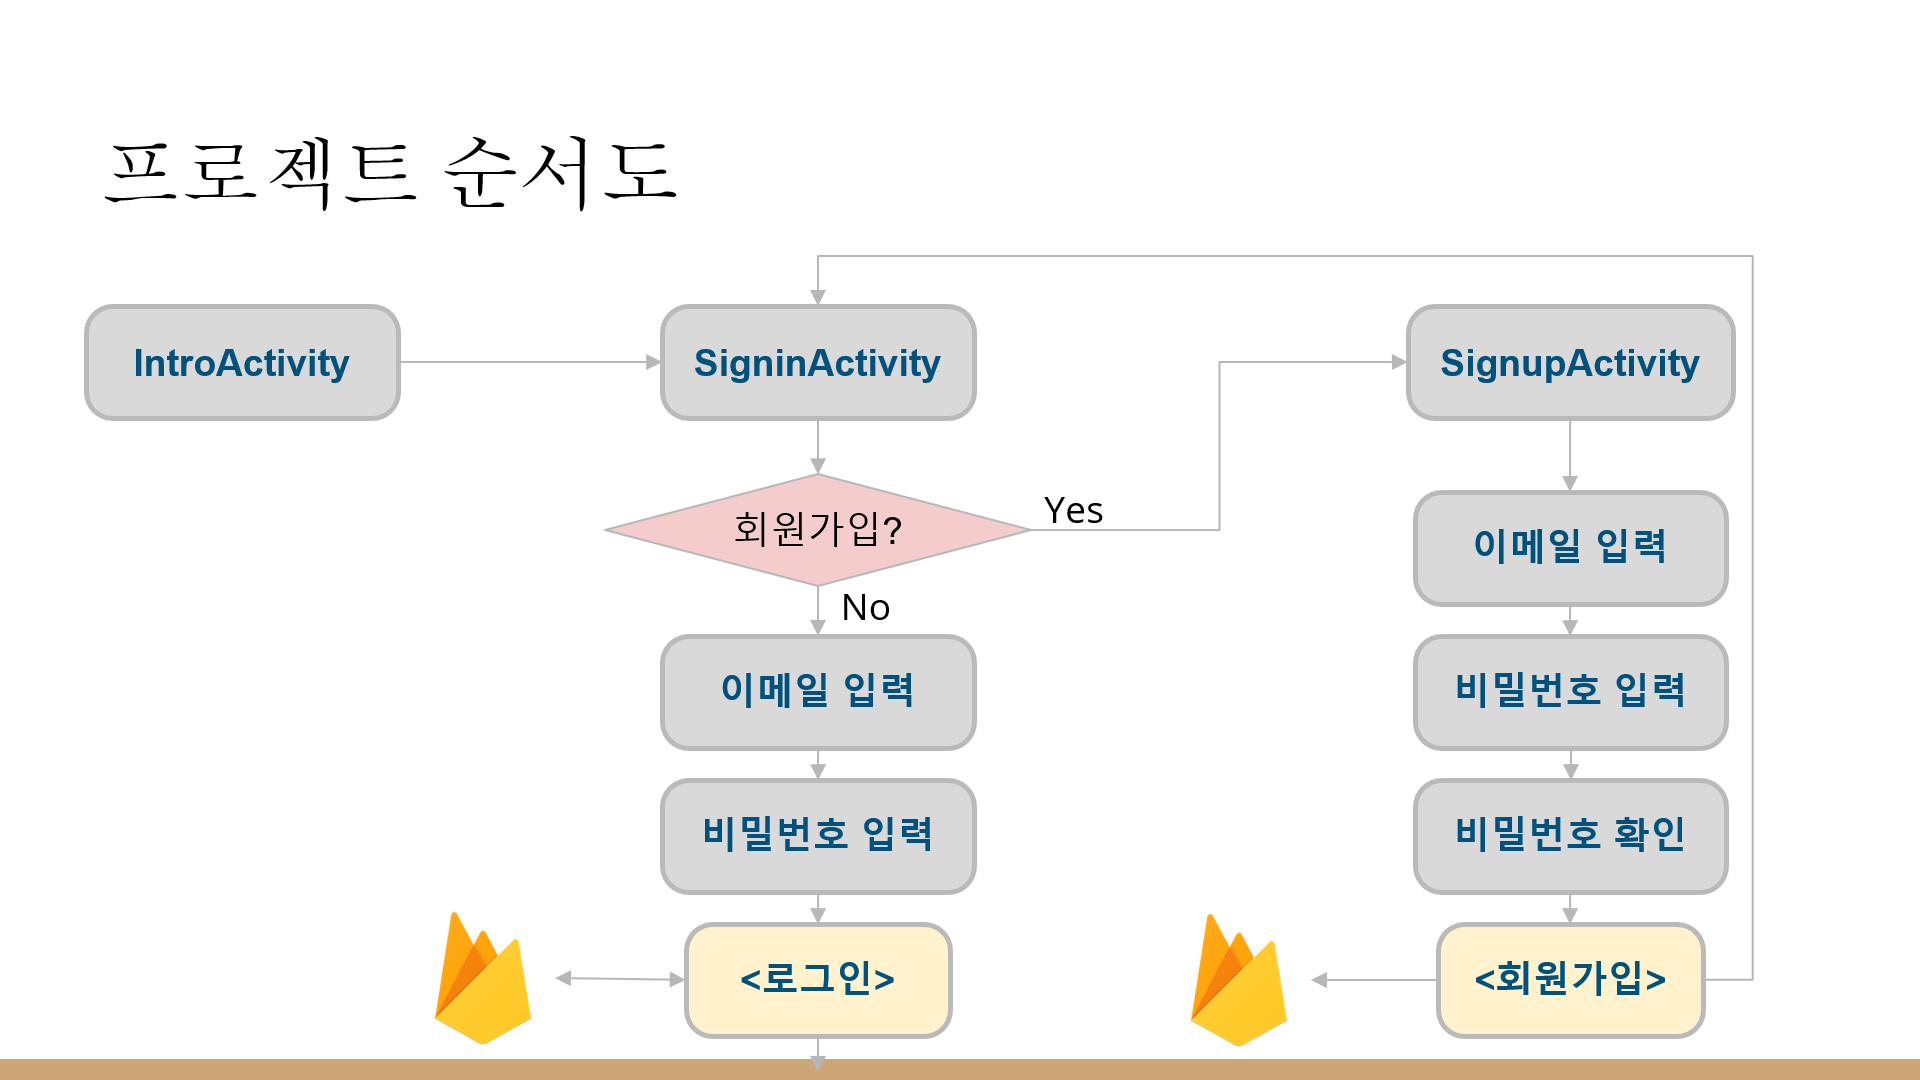 프로젝트 순서도
IntroActivity
SigninActivity
SignupActivity
회원가입?
Yes
No
이메일 입력
비밀번호 입력
<로그인>
이메일 입력
비밀번호 입력
비밀번호 확인
<회원가입>